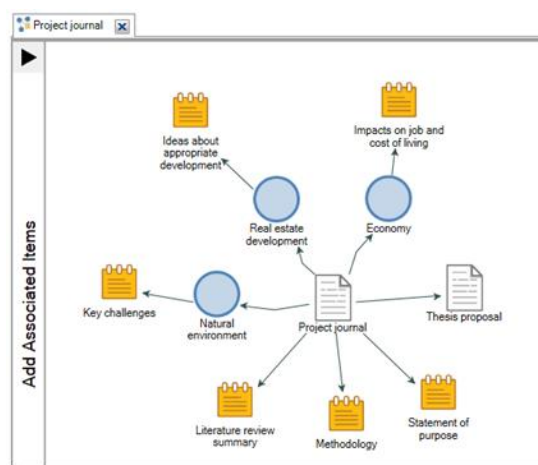 Project journal
Add Associated Items
Ideas about
appropriate
development
Impacts on job and
cost of living
Real estate
development
Economy
Key challenges
Natural
environment
Project journal
Thesis proposal
Literature review
summary
Methodology
Statement of
purpose